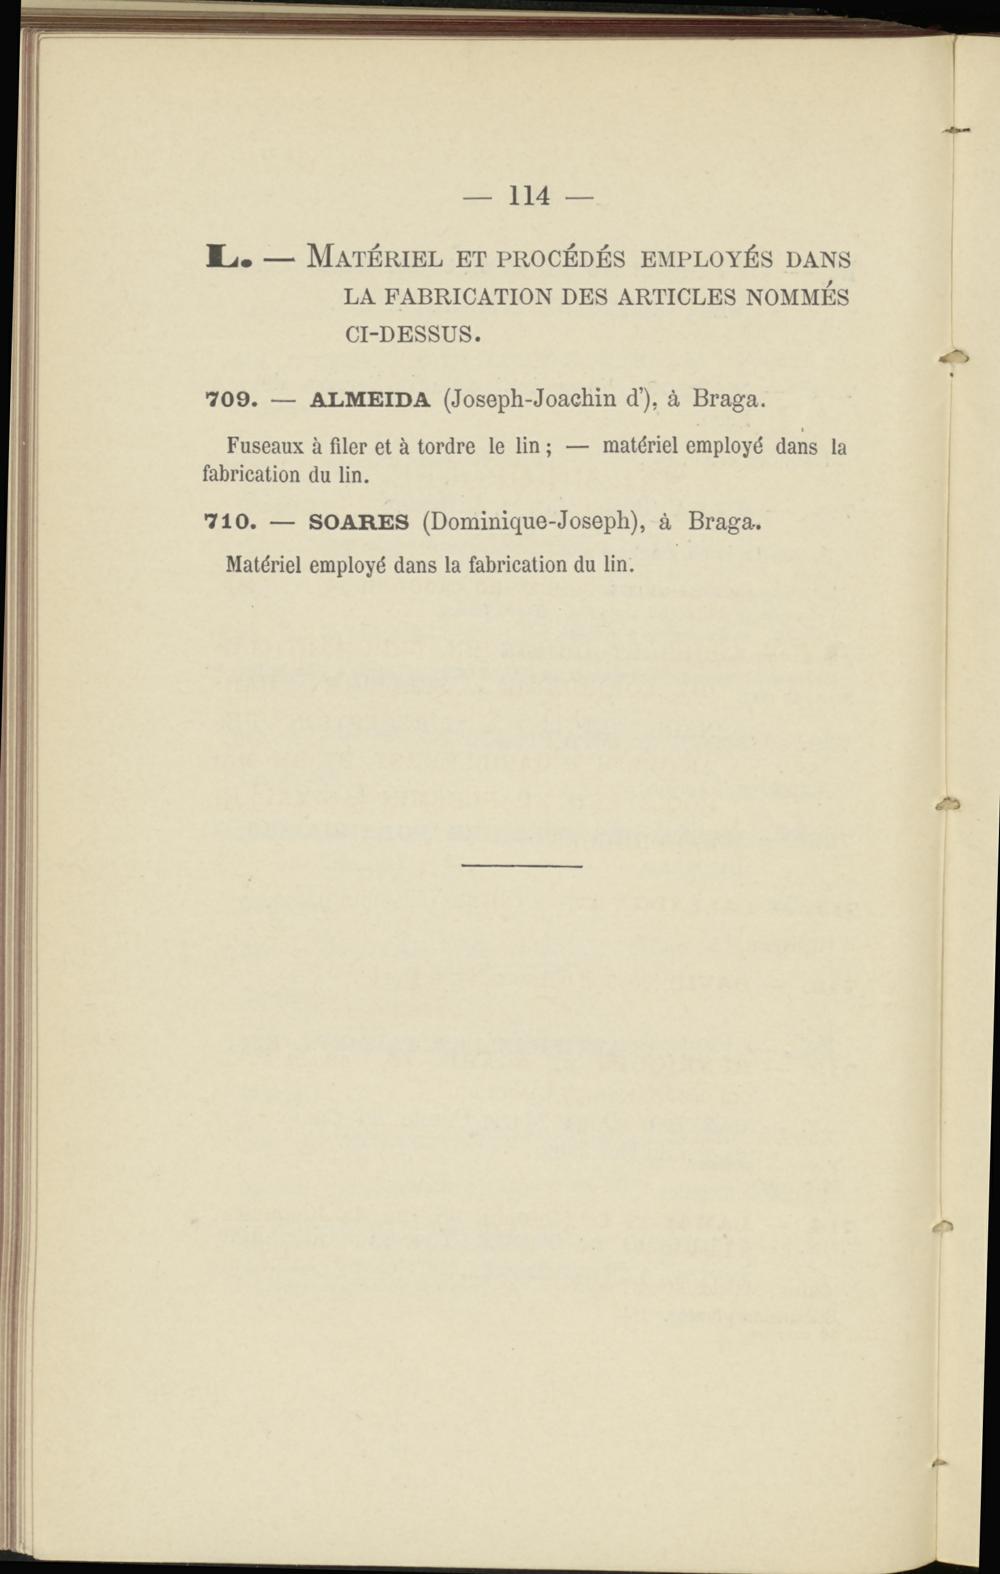 — 114 —
L. — MATÉRIEL ET PROCÉDÉS EMPLOYÉS DANS
LA FABRICATION DES ARTICLES NOMMÉS
CI-DESSUS.
709. — ALMEIDA (Joseph-Joachin d'), à Braga.
Fuseaux à filer et à tordre le lin ; — matériel employé dans la
fabrication du lin.
710. — SOARES (Dominique-Joseph), à Braga.
Matériel employé dans la fabrication du lin.